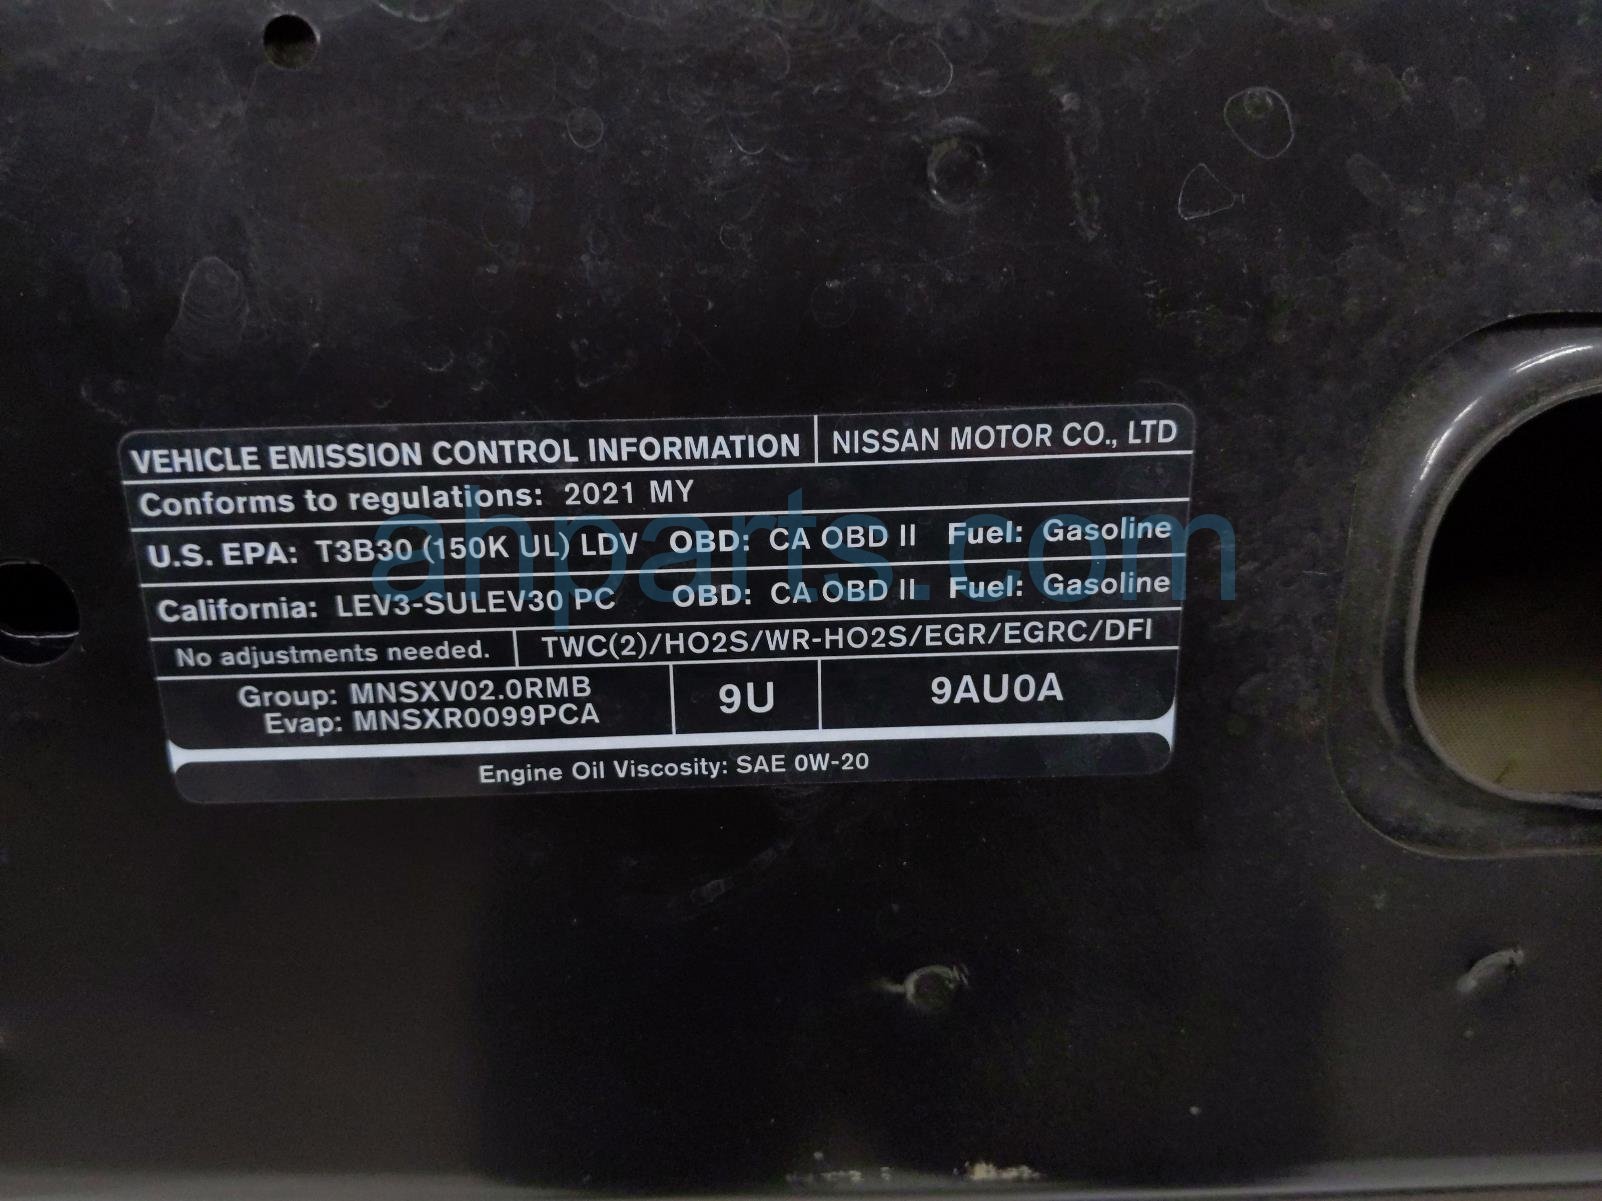 VEHICLE EMISSION CONTROL INFORMATION NISSAN MOTOR CO., LTD
Conforms to regulations: 2021 MY
U.S. EPA: T3B30 (150K UL) LDV OBD: CA OBD II Fuel: Gasoline
California: LEV3-SULEV30 PC OBD: CA OBD II Fuel: Gasoline
No adjustments needed. TWC(2)/HO2S/WR-HO2S/EGR/EGRC/DFI
Group: MNSXV02.0RMB
Evap: MNSXR0099PCA
9U
9AU0A
Engine Oil Viscosity: SAE 0W-20
ahparts.com